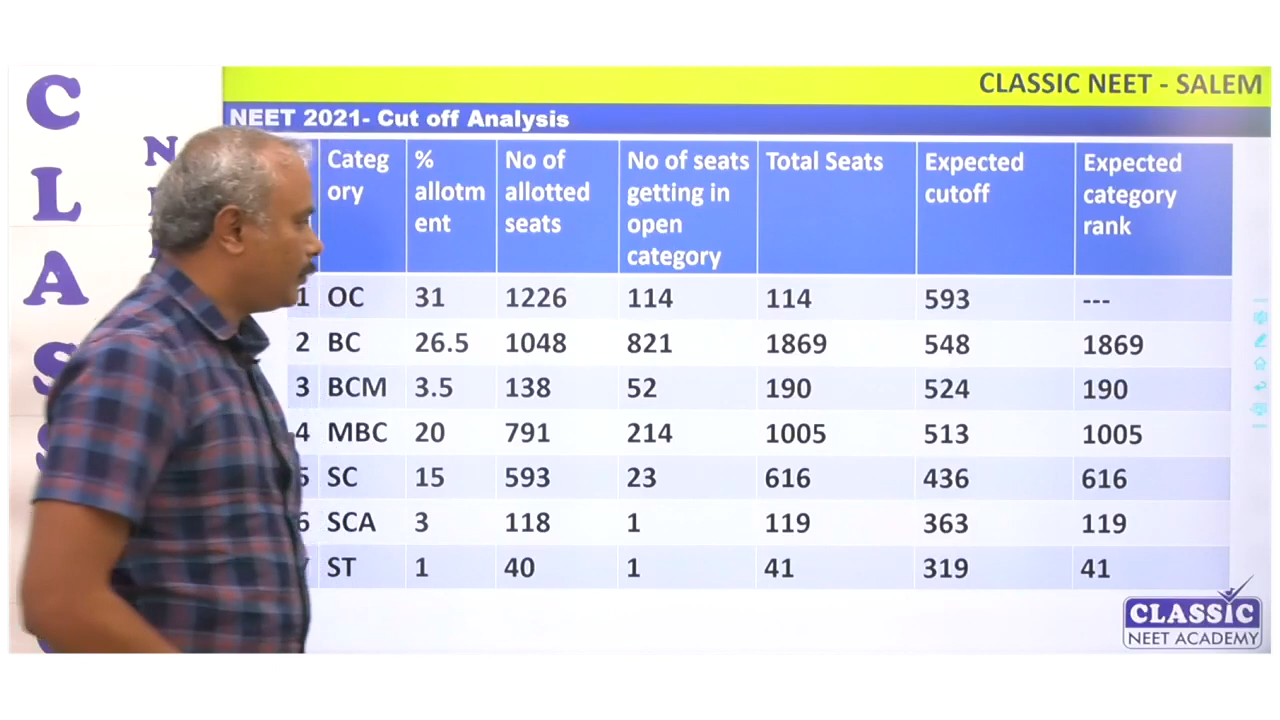 CLASSIC NEET - SALEM
NEET 2021- Cut off Analysis
Categ
ory
%
allotm
ent
No of
allotted
seats
No of seats
getting in
open
category
Total Seats
Expected
cutoff
Expected
category
rank
1 OC 31 1226 114 114 593 ---
2 BC 26.5 1048 821 1869 548 1869
3 BCM 3.5 138 52 190 524 190
4 MBC 20 791 214 1005 513 1005
5 SC 15 593 23 616 436 616
6 SCA 3 118 1 119 363 119
ST 1 40 1 41 319 41
C
L
A
S
N
CLASSIC
NEET ACADEMY